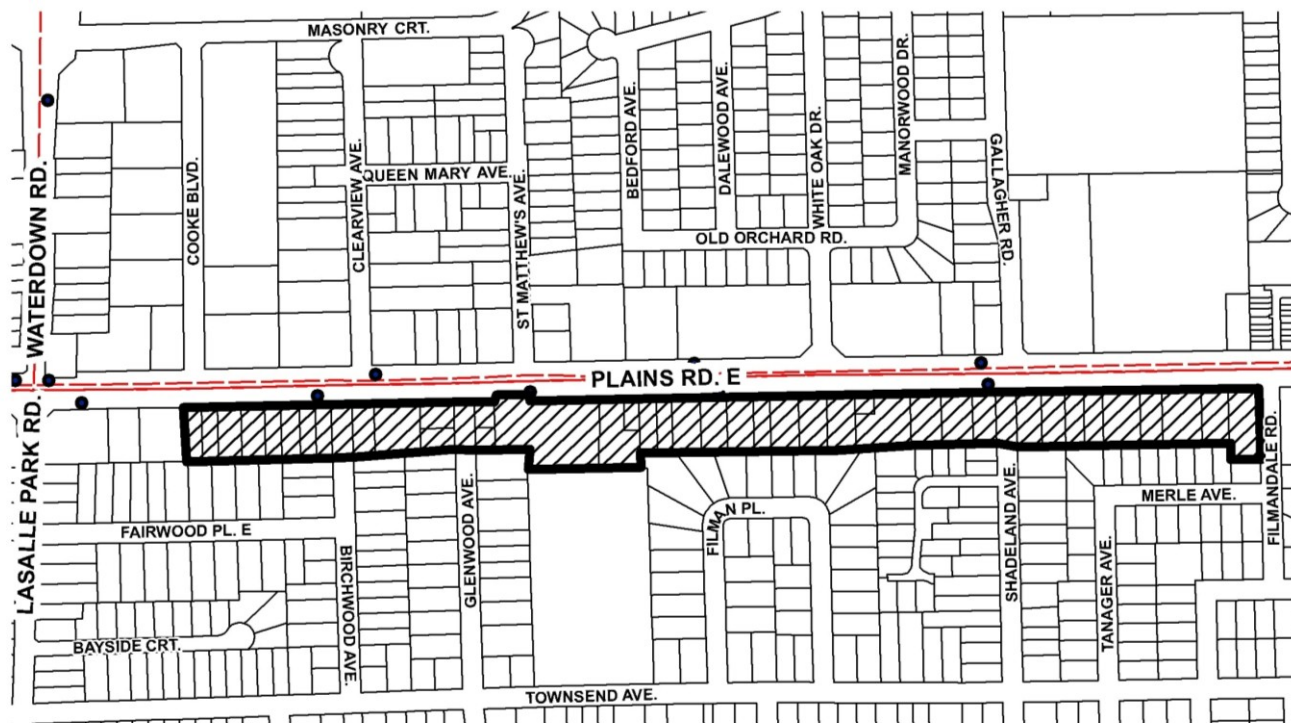 MASONRY CRT.
WATERDOWN RD.
COOKE BLVD.
CLEARVIEW AVE.
QUEEN MARY AVE.
ST MATTHEW'S AVE.
BEDFORD AVE.
DALEWOOD AVE.
WHITE OAK DR.
MANORWOOD DR.
GALLAGHER RD.
OLD ORCHARD RD.
PLAINS RD. E
LASALLE PARK RD.
FAIRWOOD PL. E
BIRCHWOOD AVE.
GLENWOOD AVE.
FILMAN PL.
SHADELAND AVE.
MERLE AVE.
TANAGER AVE.
FILMANDALE RD.
BAYSIDE CRT.
TOWNSEND AVE.